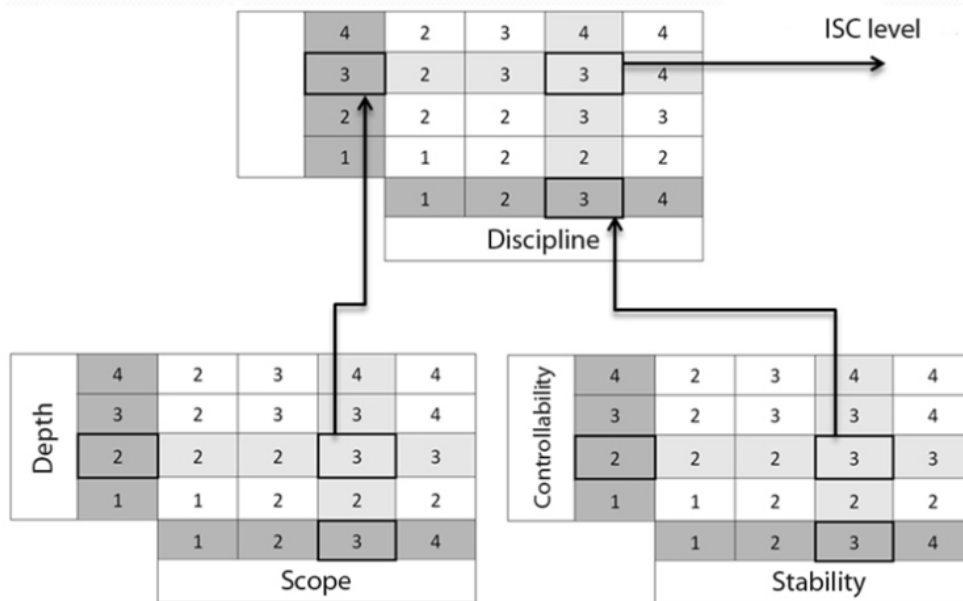 4 2 3 4 4
ISC level
3 2 3 3 4
2 2 2 3 3
1 1 2 2 2
1 2 3 4
Discipline
Depth
4 2 3 4 4
3 2 3 3 4
2 2 2 3 3
1 1 2 2 2
1 2 3 4
Scope
Controllability
4 2 3 4 4
3 2 3 3 4
2 2 2 3 3
1 1 2 2 2
1 2 3 4
Stability